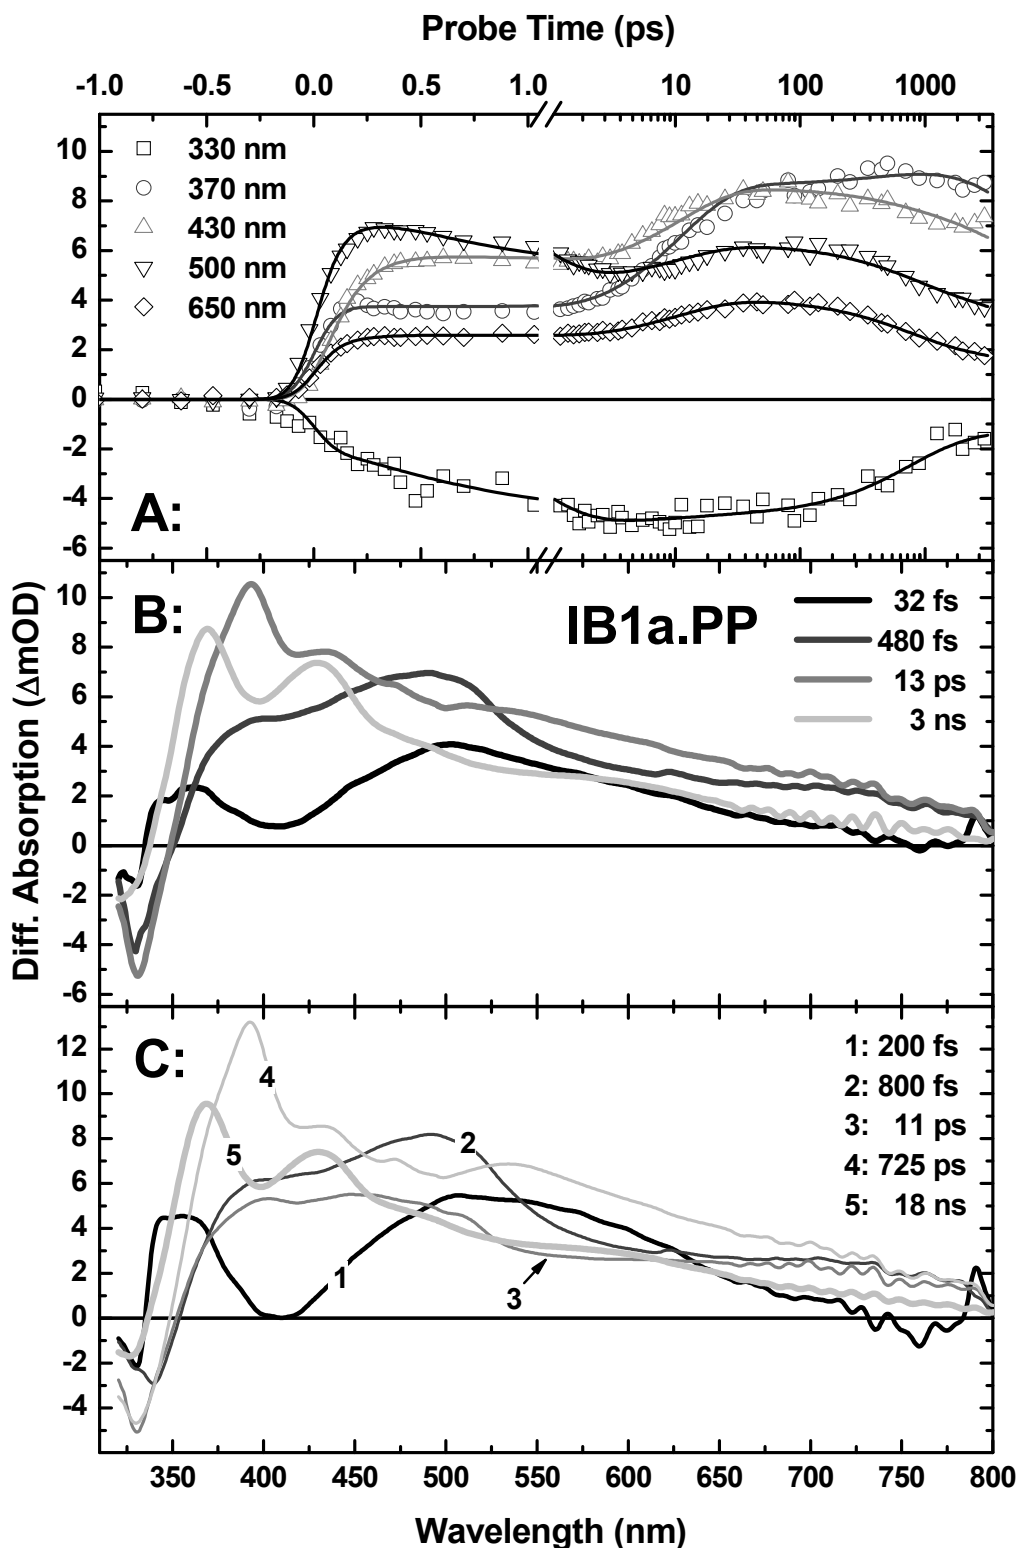 Probe Time (ps)
-1.0 -0.5 0.0 0.5 1.0 10 100 1000
10
8
6
4
2
0
-2
-4
-6
330 nm
370 nm
430 nm
500 nm
650 nm
A:
Diff. Absorption (ΔmOD)
10
8
6
4
2
0
-2
-4
-6
B:
IB1a.PP
32 fs
480 fs
13 ps
3 ns
12
10
8
6
4
2
0
-2
-4
C:
1: 200 fs
2: 800 fs
3: 11 ps
4: 725 ps
5: 18 ns
4
5
2
1
3
350 400 450 500 550 600 650 700 750 800
Wavelength (nm)